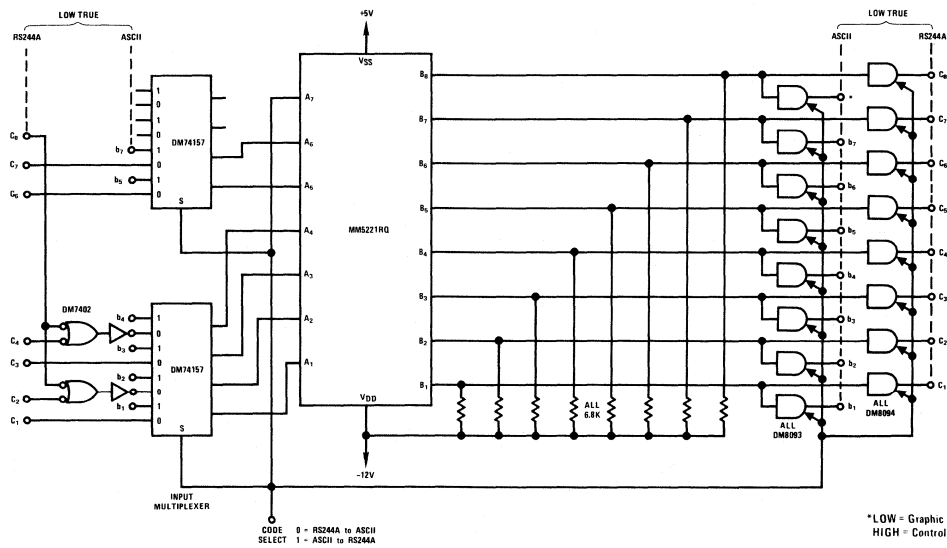 LOW TRUE
RS244A
ASCII
+5V
VSS
LOW TRUE
ASCII
RS244A
1
0
1
0
1
0
1
0
DM74157
S
C8
b7
C7
b5
C5
A7
A6
A5
A4
A3
A2
A1
MM5221RQ
B8
B7
B6
B5
B4
B3
B2
B1
*
b7
b6
b5
b4
b3
b2
b1
C8
C7
C6
C5
C4
C3
C2
C1
DM7402
b4
C4
b3
C3
b2
C2
b1
C1
1
0
1
0
1
0
1
0
DM74157
S
VDD
ALL
6.8K
ALL
DM8093
ALL
DM8094
-12V
INPUT
MULTIPLEXER
CODE 0 = RS244A to ASCII
SELECT 1 = ASCII to RS244A
*LOW = Graphic
HIGH = Control